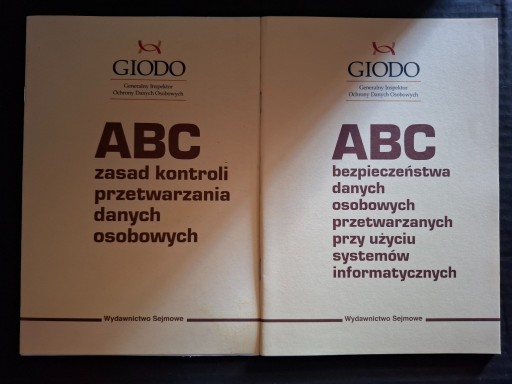 GIODO
Generalny Inspektor
Ochrony Danych Osobowych
ABC
zasad kontroli
przetwarzania
danych
osobowych
Wydawnictwo Sejmowe
GIODO
Generalny Inspektor
Ochrony Danych Osobowych
ABC
bezpieczeństwa
danych
osobowych
przetwarzanych
przy użyciu
systemów
informatycznych
Wydawnictwo Sejmowe